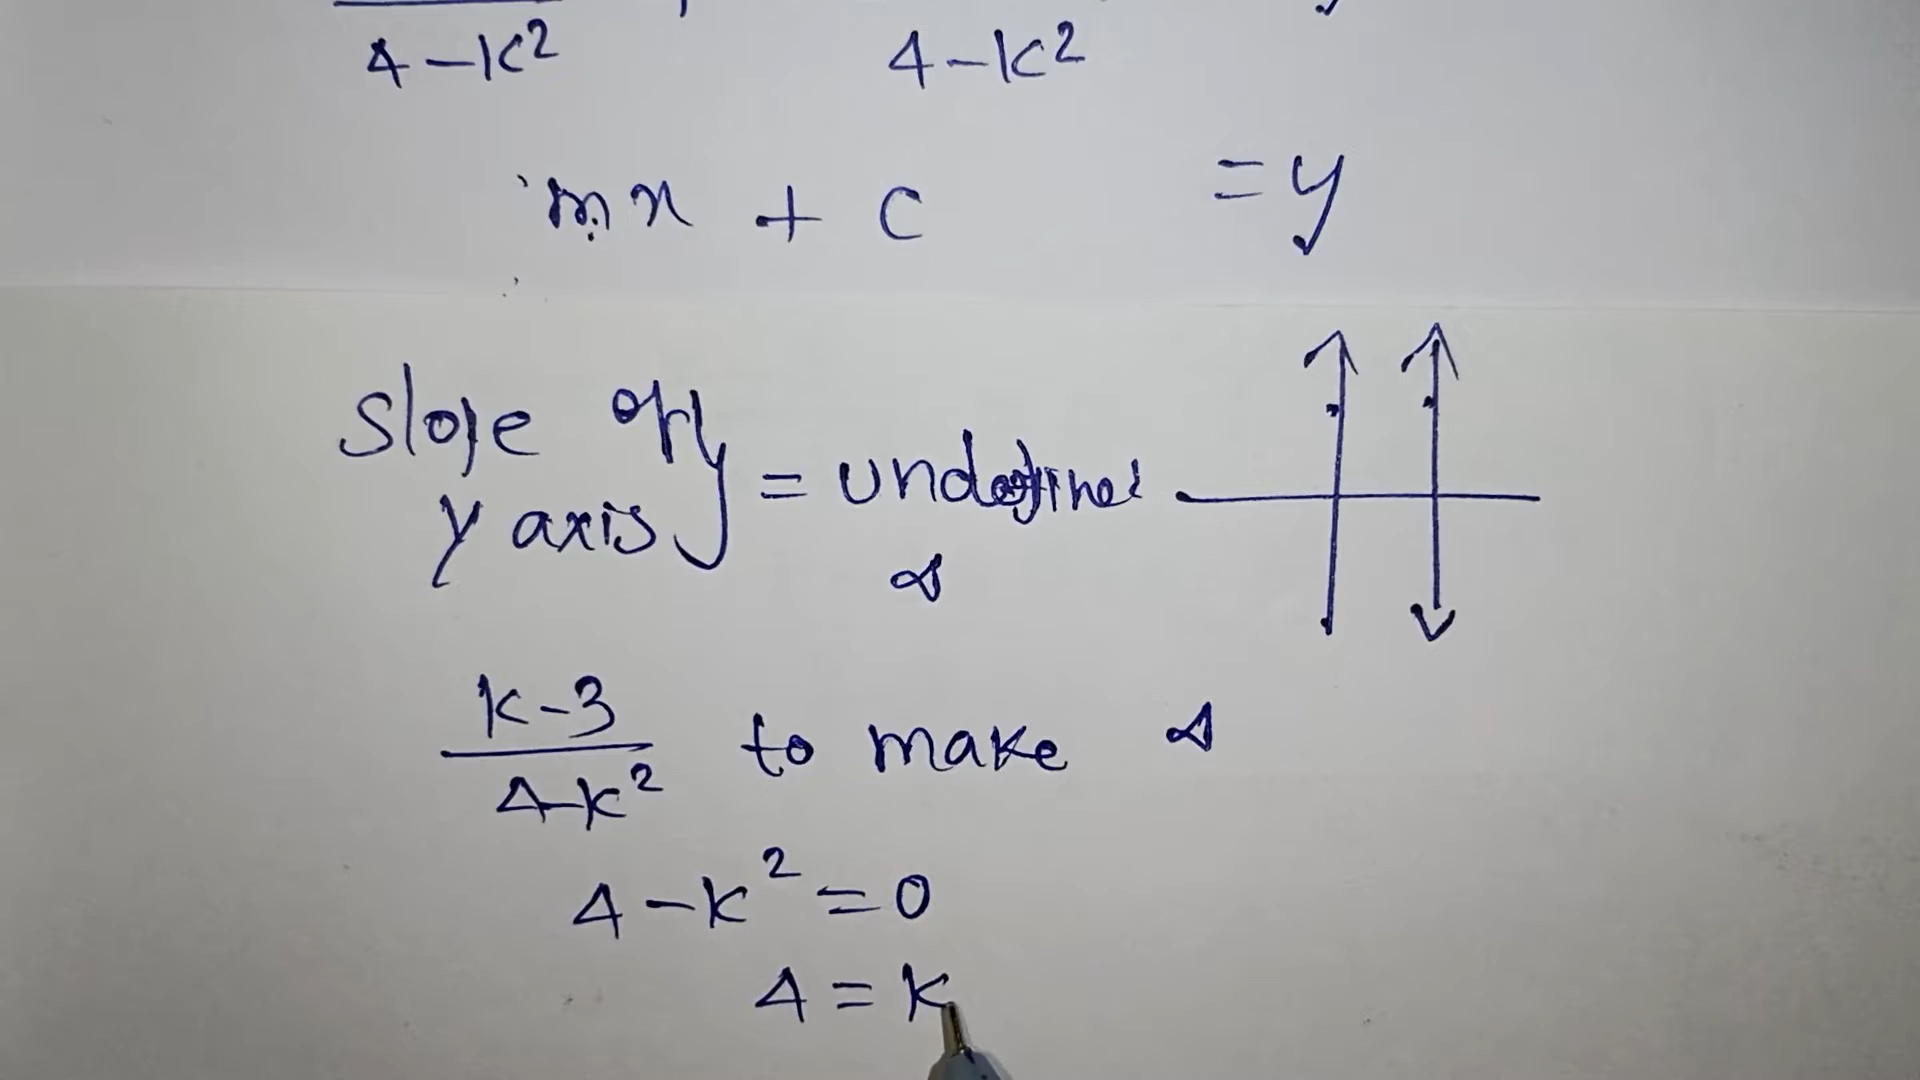 4-k² 4-k²
mx + c = y
Slope of
y axis = undefined
∞
k-3
4-k² to make ∞
4-k² = 0
4 = k